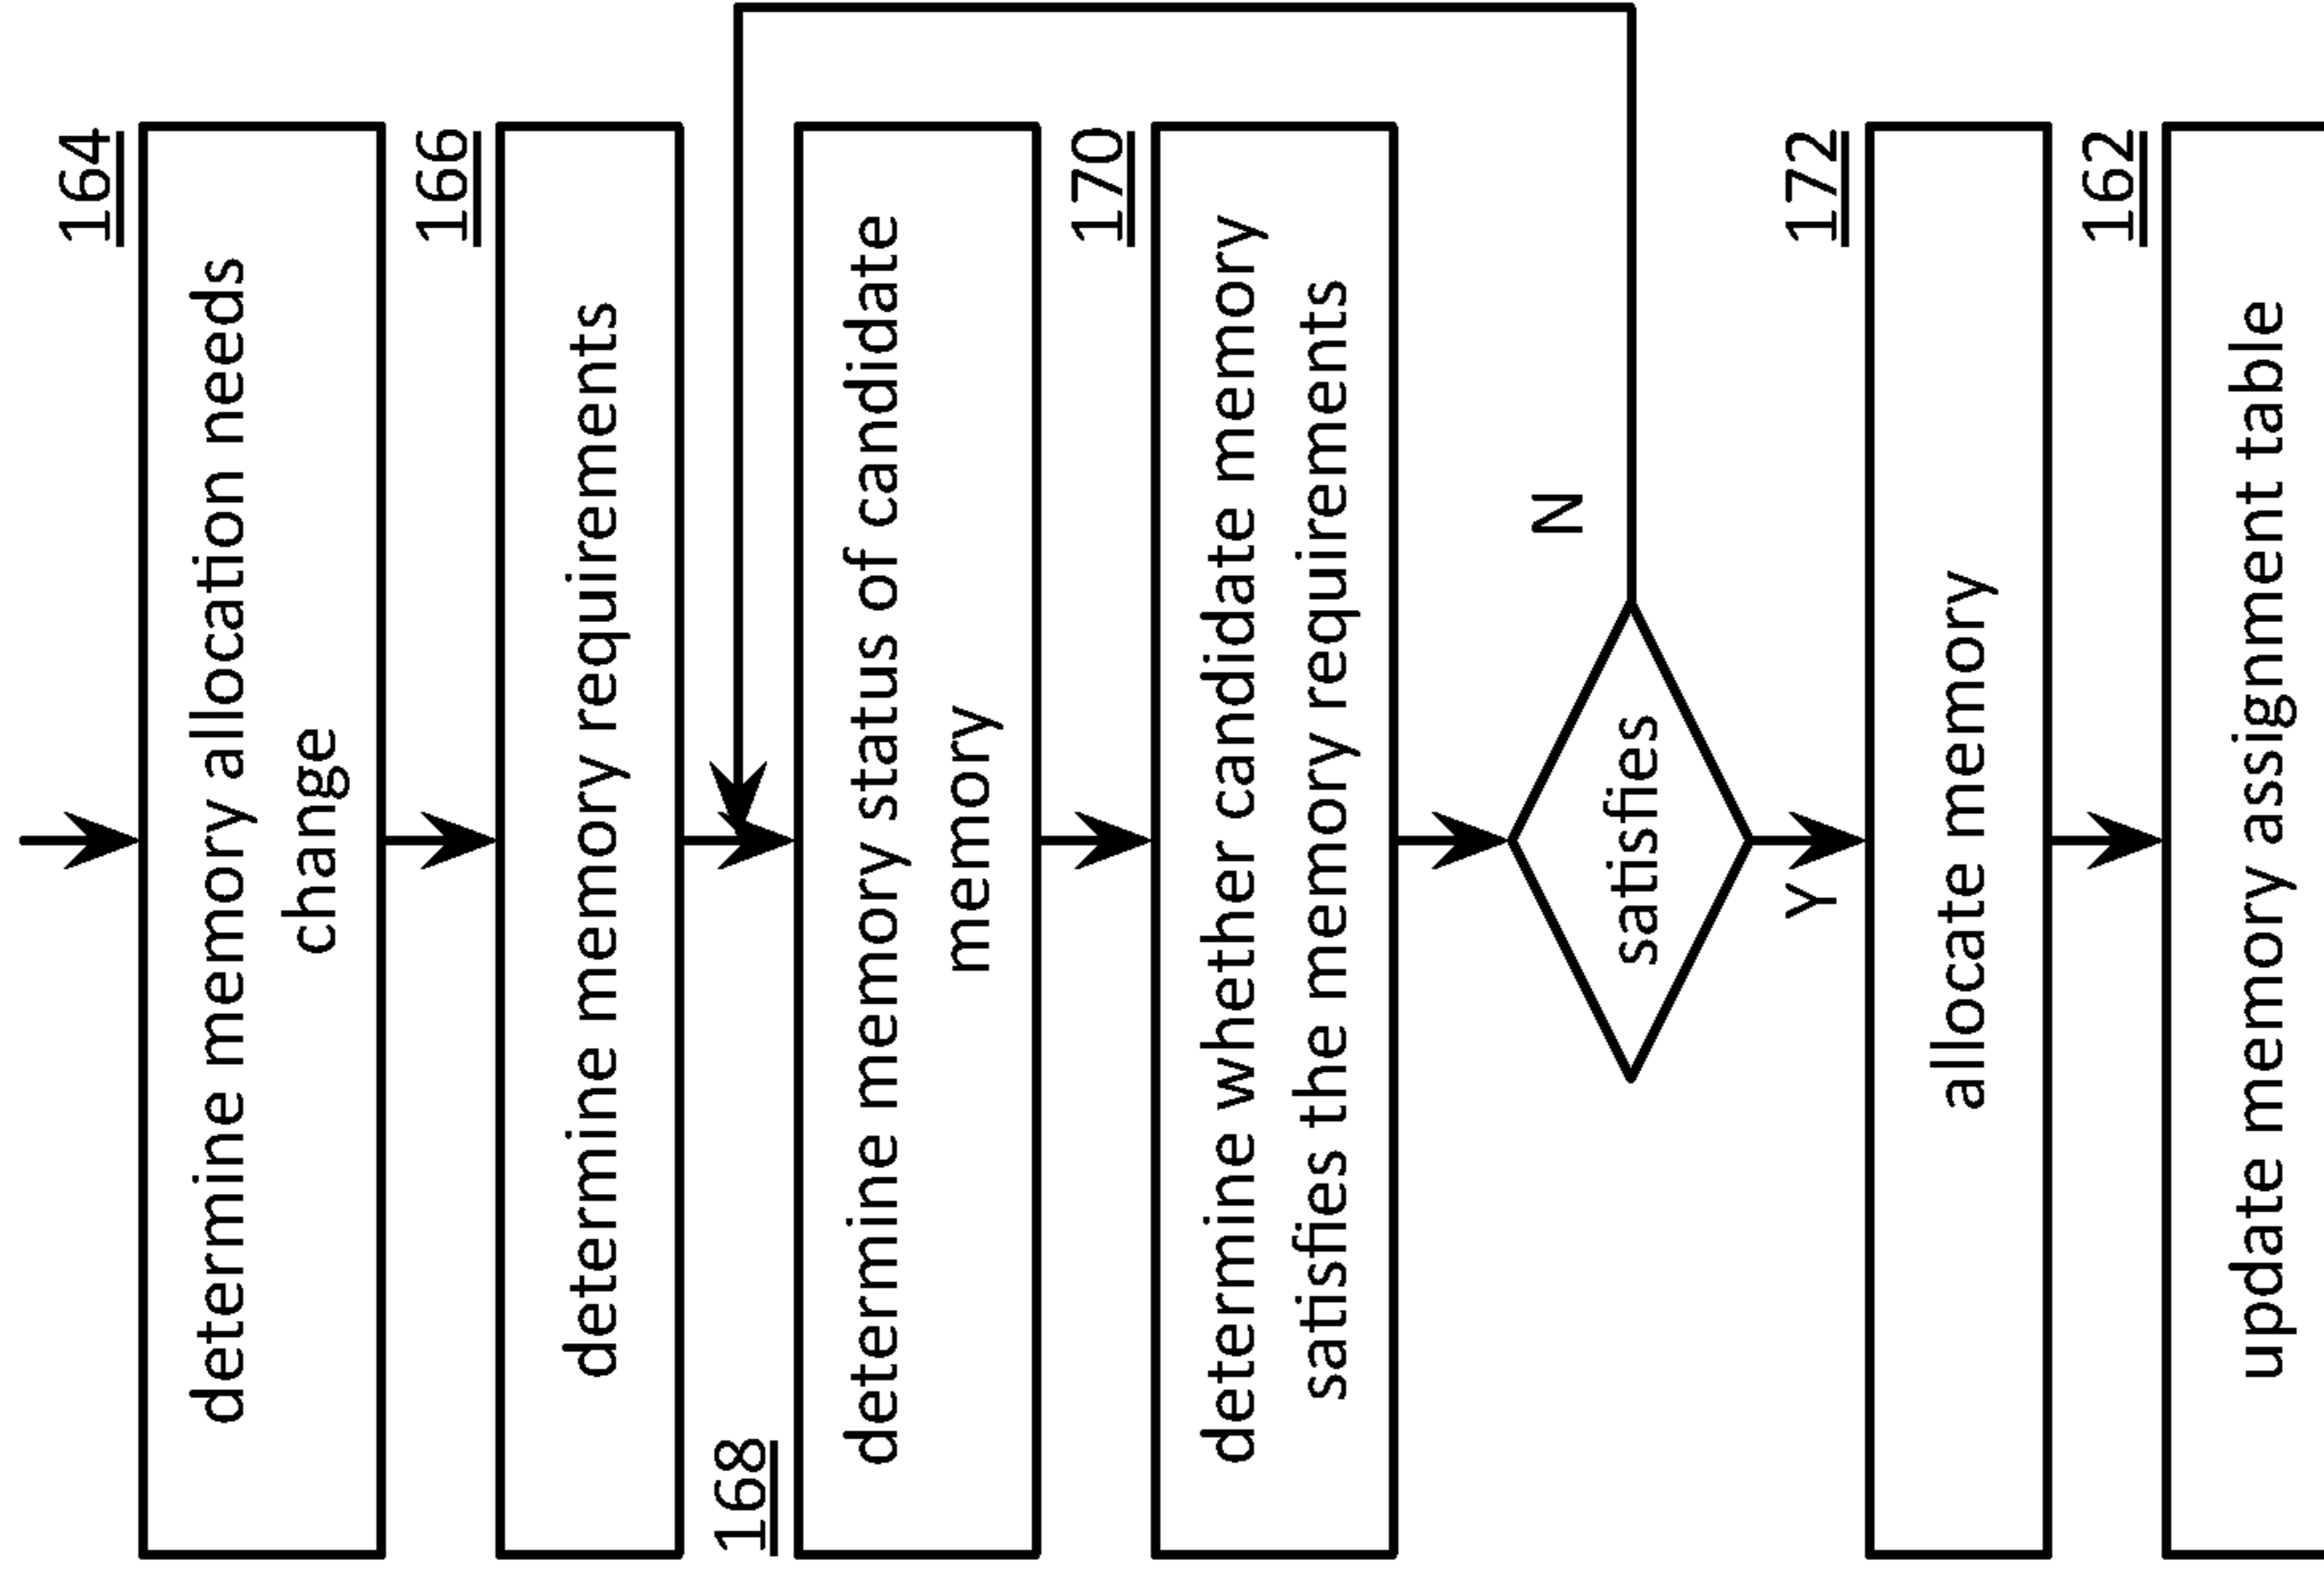 164
determine memory allocation needs
change
166
determine memory requirements
168
determine memory status of candidate
memory
170
determine whether candidate memory
satisfies the memory requirements
satisfies
N
Y
172
allocate memory
162
update memory assignment table